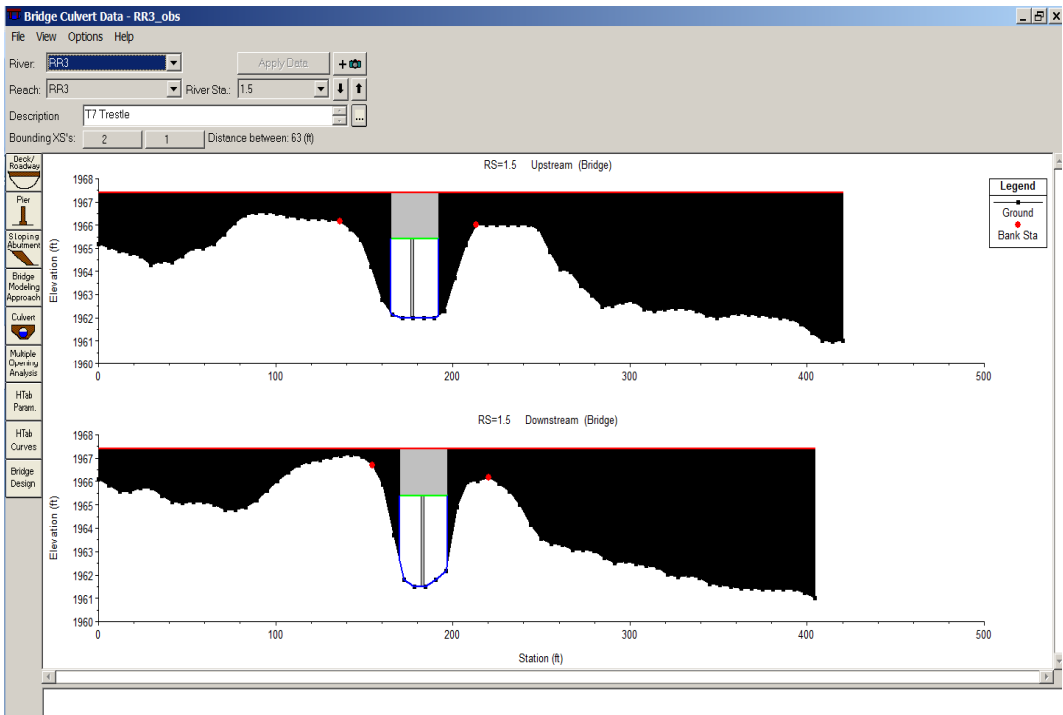 Bridge Culvert Data - RR3_obs
File View Options Help
River: RR3 Apply Data +
Reach: RR3 River Sta.: 1.5
Description T7 Trestle ...
Bounding XS's: 2 1 Distance between: 63 (ft)
Deck/
Roadway
Pier
Sloping
Abutment
Bridge
Modeling
Approach
Culvert
Multiple
Opening
Analysis
HTab
Param.
HTab
Curves
Bridge
Design
RS=1.5 Upstream (Bridge)
1968
1967
1966
1965
1964
1963
1962
1961
1960
Elevation (ft)
0 100 200 300 400 500
Legend
Ground
Bank Sta
RS=1.5 Downstream (Bridge)
1968
1967
1966
1965
1964
1963
1962
1961
1960
Elevation (ft)
0 100 200 300 400 500
Station (ft)